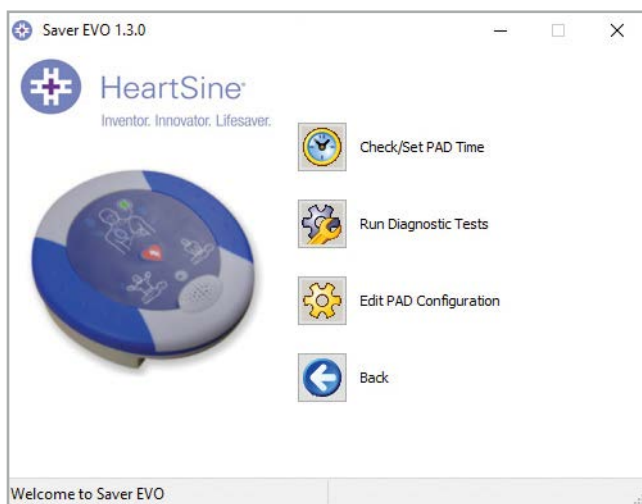 Saver EVO 1.3.0
HeartSine®
Inventor. Innovator. Lifesaver.
Check/Set PAD Time
Run Diagnostic Tests
Edit PAD Configuration
Back
Welcome to Saver EVO